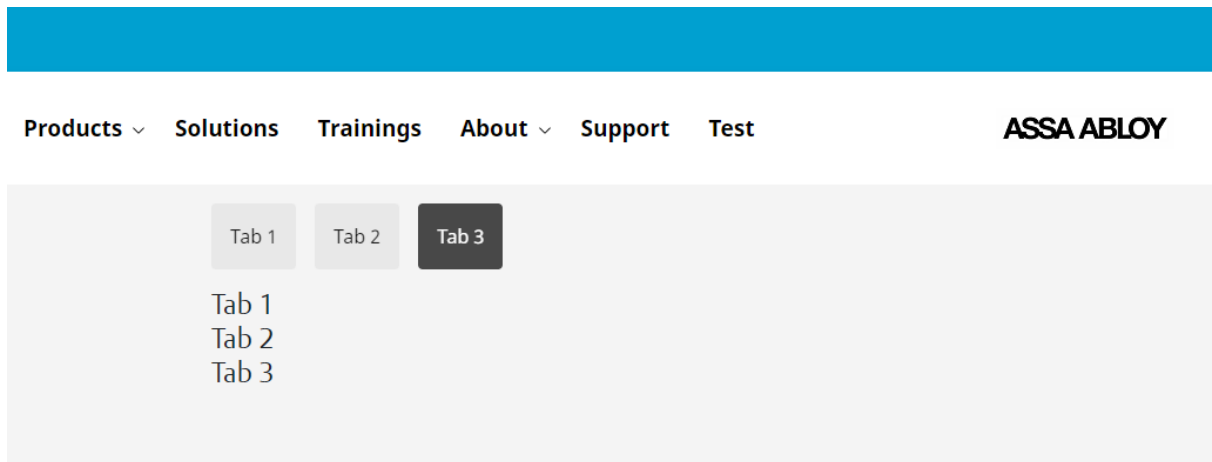 Products Solutions Trainings About Support Test ASSA ABLOY
Tab 1 Tab 2 Tab 3
Tab 1
Tab 2
Tab 3